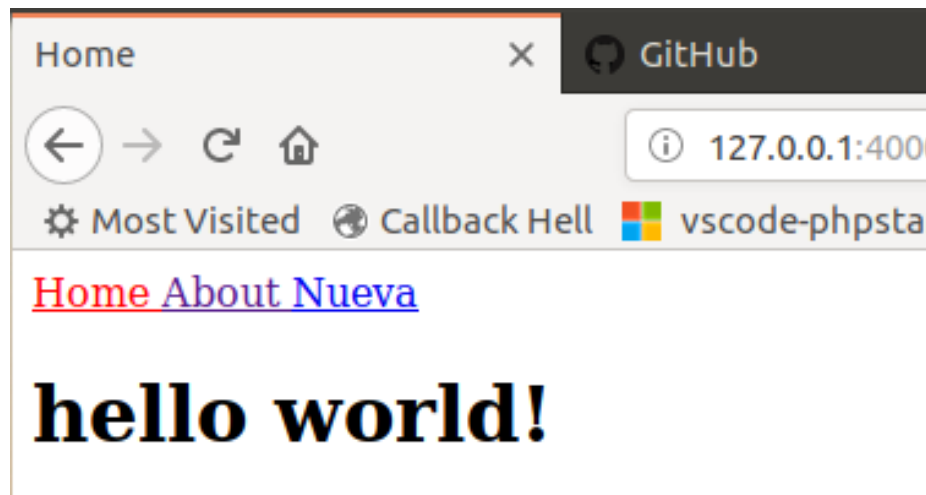 Home GitHub
127.0.0.1:400
Most Visited Callback Hell vscode-phpsta
Home About Nueva
hello world!